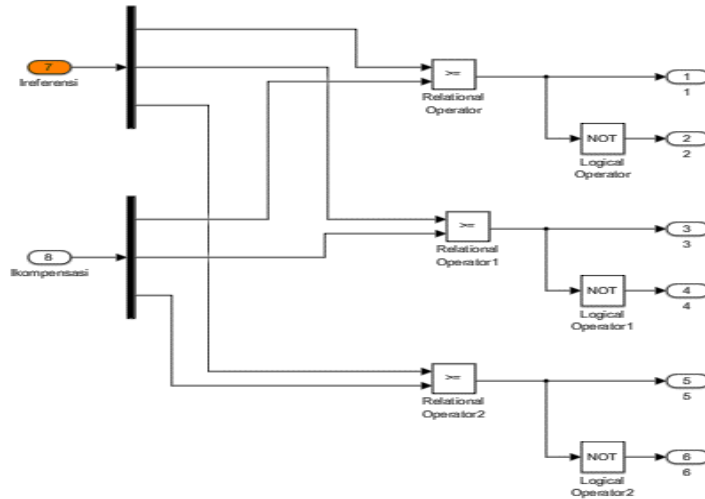 7
Ireferensi
>=
Relational
Operator
1
1
NOT
Logical
Operator
2
2
8
Ikompensasi
>=
Relational
Operator1
3
3
NOT
Logical
Operator1
4
4
>=
Relational
Operator2
5
5
NOT
Logical
Operator2
6
6